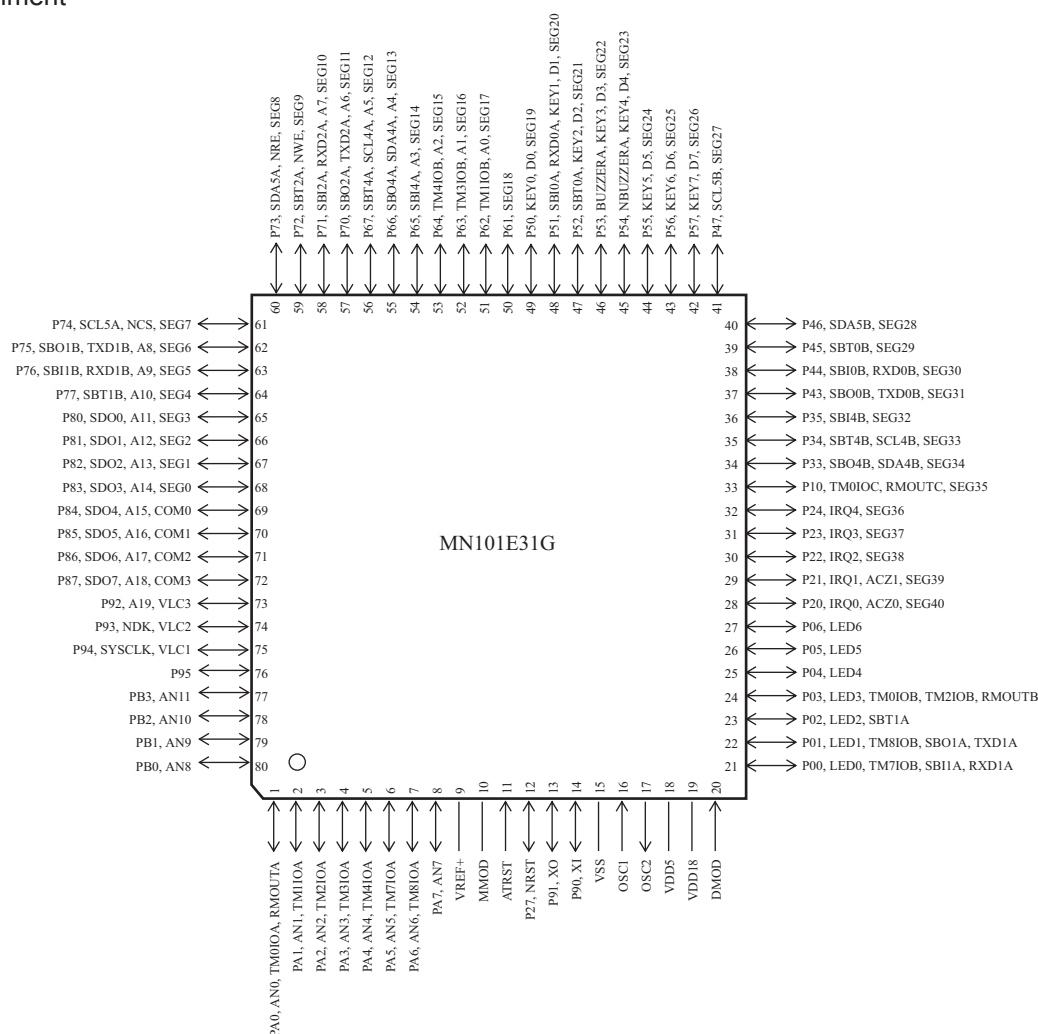 P73, SDA5A, NRE, SEG8
P72, SBT2A, NWE, SEG9
P71, SBI2A, RXD2A, A7, SEG10
P70, SBO2A, TXD2A, A6, SEG11
P67, SBT4A, SCL4A, A5, SEG12
P66, SBO4A, SDA4A, A4, SEG13
P65, SBI4A, A3, SEG14
P64, TM4IOB, A2, SEG15
P63, TM3IOB, A1, SEG16
P62, TM1IOB, A0, SEG17
P61, SEG18
P50, KEY0, D0, SEG19
P51, SBI0A, RXD0A, KEY1, D1, SEG20
P52, SBT0A, KEY2, D2, SEG21
P53, BUZZERA, KEY3, D3, SEG22
P54, NBUZZERA, KEY4, D4, SEG23
P55, KEY5, D5, SEG24
P56, KEY6, D6, SEG25
P57, KEY7, D7, SEG26
P47, SCL5B, SEG27
60 59 58 57 56 55 54 53 52 51 50 49 48 47 46 45 44 43 42 41
P74, SCL5A, NCS, SEG7 61
P75, SBO1B, TXD1B, A8, SEG6 62
P76, SBI1B, RXD1B, A9, SEG5 63
P77, SBT1B, A10, SEG4 64
P80, SDO0, A11, SEG3 65
P81, SDO1, A12, SEG2 66
P82, SDO2, A13, SEG1 67
P83, SDO3, A14, SEG0 68
P84, SDO4, A15, COM0 69
P85, SDO5, A16, COM1 70
P86, SDO6, A17, COM2 71
P87, SDO7, A18, COM3 72
P92, A19, VLC3 73
P93, NDK, VLC2 74
P94, SYSCLK, VLC1 75
P95 76
PB3, AN11 77
PB2, AN10 78
PB1, AN9 79
PB0, AN8 80
MN101E31G
40 P46, SDA5B, SEG28
39 P45, SBT0B, SEG29
38 P44, SBI0B, RXD0B, SEG30
37 P43, SBO0B, TXD0B, SEG31
36 P35, SBI4B, SEG32
35 P34, SBT4B, SCL4B, SEG33
34 P33, SBO4B, SDA4B, SEG34
33 P10, TM0IOC, RMOUTC, SEG35
32 P24, IRQ4, SEG36
31 P23, IRQ3, SEG37
30 P22, IRQ2, SEG38
29 P21, IRQ1, ACZ1, SEG39
28 P20, IRQ0, ACZ0, SEG40
27 P06, LED6
26 P05, LED5
25 P04, LED4
24 P03, LED3, TM0IOB, TM2IOB, RMOUTB
23 P02, LED2, SBT1A
22 P01, LED1, TM8IOB, SBO1A, TXD1A
21 P00, LED0, TM7IOB, SBI1A, RXD1A
1 2 3 4 5 6 7 8 9 10 11 12 13 14 15 16 17 18 19 20
PA0, AN0, TM0IOA, RMOUTA
PA1, AN1, TM1IOA
PA2, AN2, TM2IOA
PA3, AN3, TM3IOA
PA4, AN4, TM4IOA
PA5, AN5, TM7IOA
PA6, AN6, TM8IOA
PA7, AN7
VREF+
MMOD
ATRST
P27, NRST
P91, XO
P90, XI
VSS
OSC1
OSC2
VDD5
VDD18
DMOD